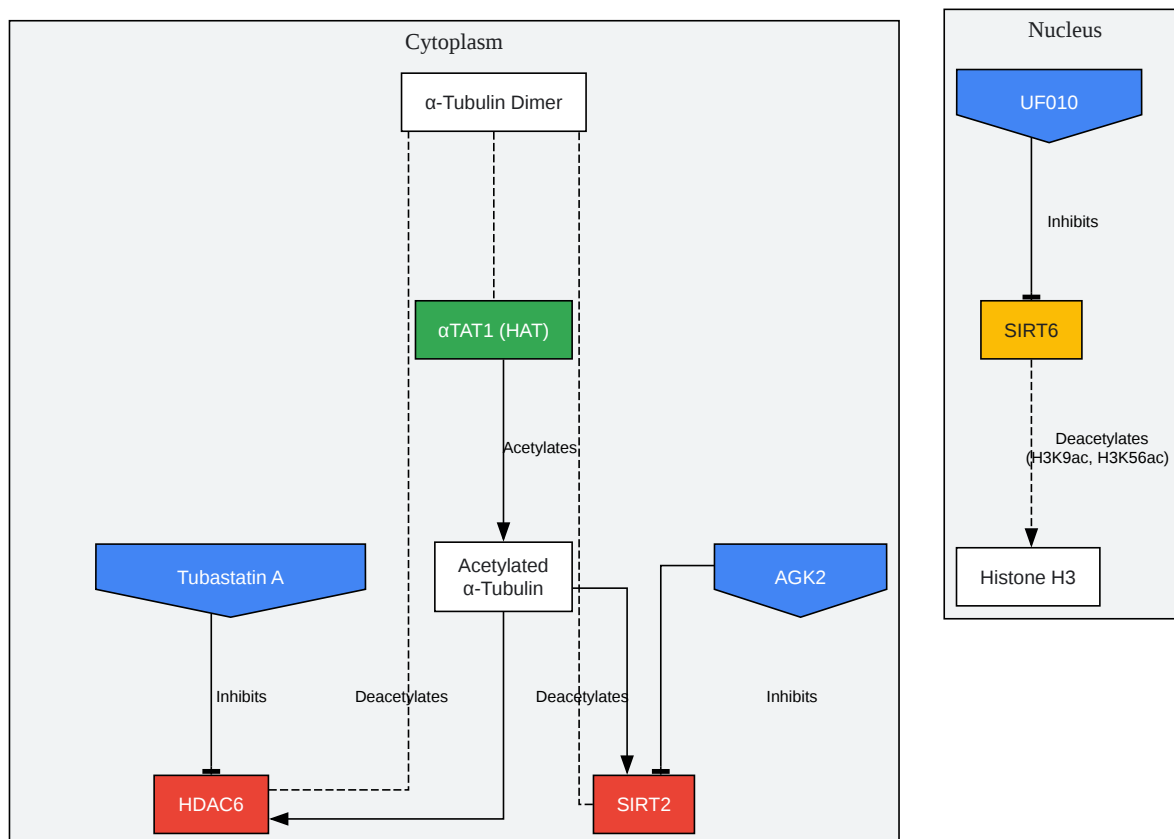 Cytoplasm
α-Tubulin Dimer
αTAT1 (HAT)
Acetylates
Tubastatin A
Acetylated
α-Tubulin
AGK2
Inhibits
Deacetylates
Deacetylates
Inhibits
HDAC6
SIRT2
Nucleus
UF010
Inhibits
SIRT6
Deacetylates
(H3K9ac, H3K56ac)
Histone H3